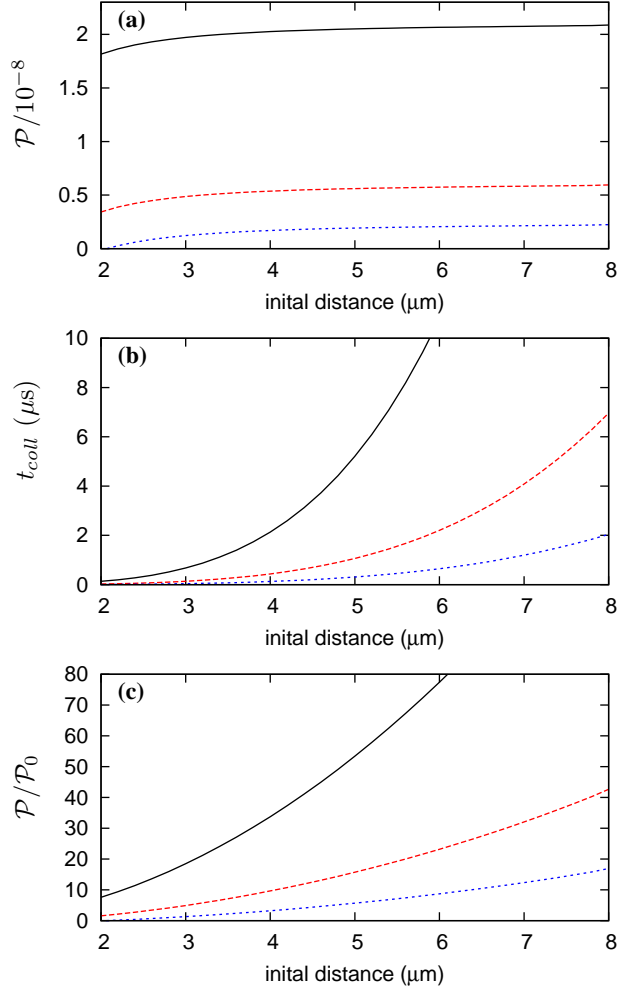 (a)
2
1.5
1
0.5
0
𝒫/10⁻⁸
2 3 4 5 6 7 8
inital distance (μm)
(b)
10
8
6
4
2
0
t_coll (μs)
2 3 4 5 6 7 8
inital distance (μm)
(c)
80
70
60
50
40
30
20
10
0
𝒫/𝒫₀
2 3 4 5 6 7 8
inital distance (μm)